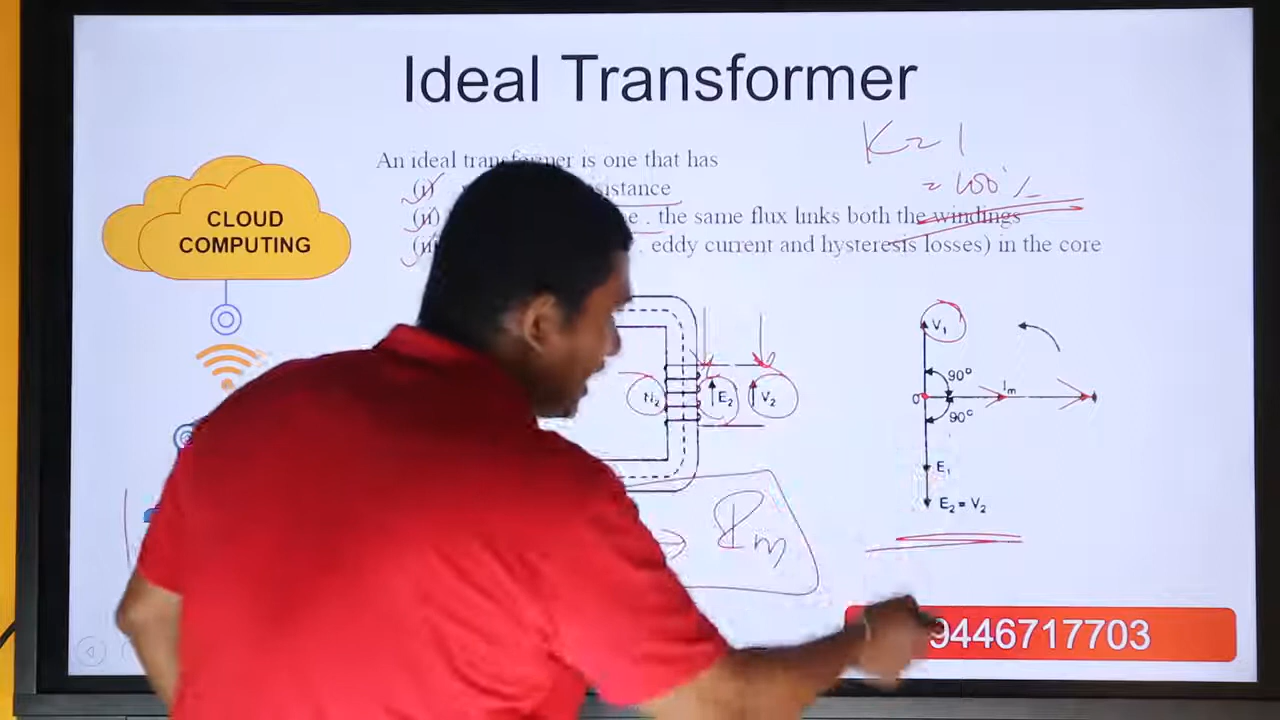 Ideal Transformer
An ideal transformer is one that has
K = 1
(i) sistance
= 100%
(ii) . the same flux links both the windings
eddy current and hysteresis losses) in the core
CLOUD
COMPUTING
V₁
90°
N₂ E₂ V₂
0 Iₘ
90°
E₁
E₂ = V₂
9446717703